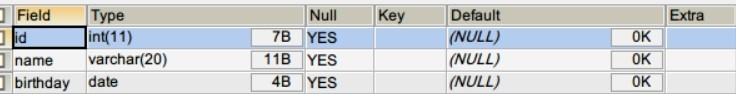 Field Type Null Key Default Extra
id int(11) 7B YES (NULL) 0K
name varchar(20) 11B YES (NULL) 0K
birthday date 4B YES (NULL) 0K